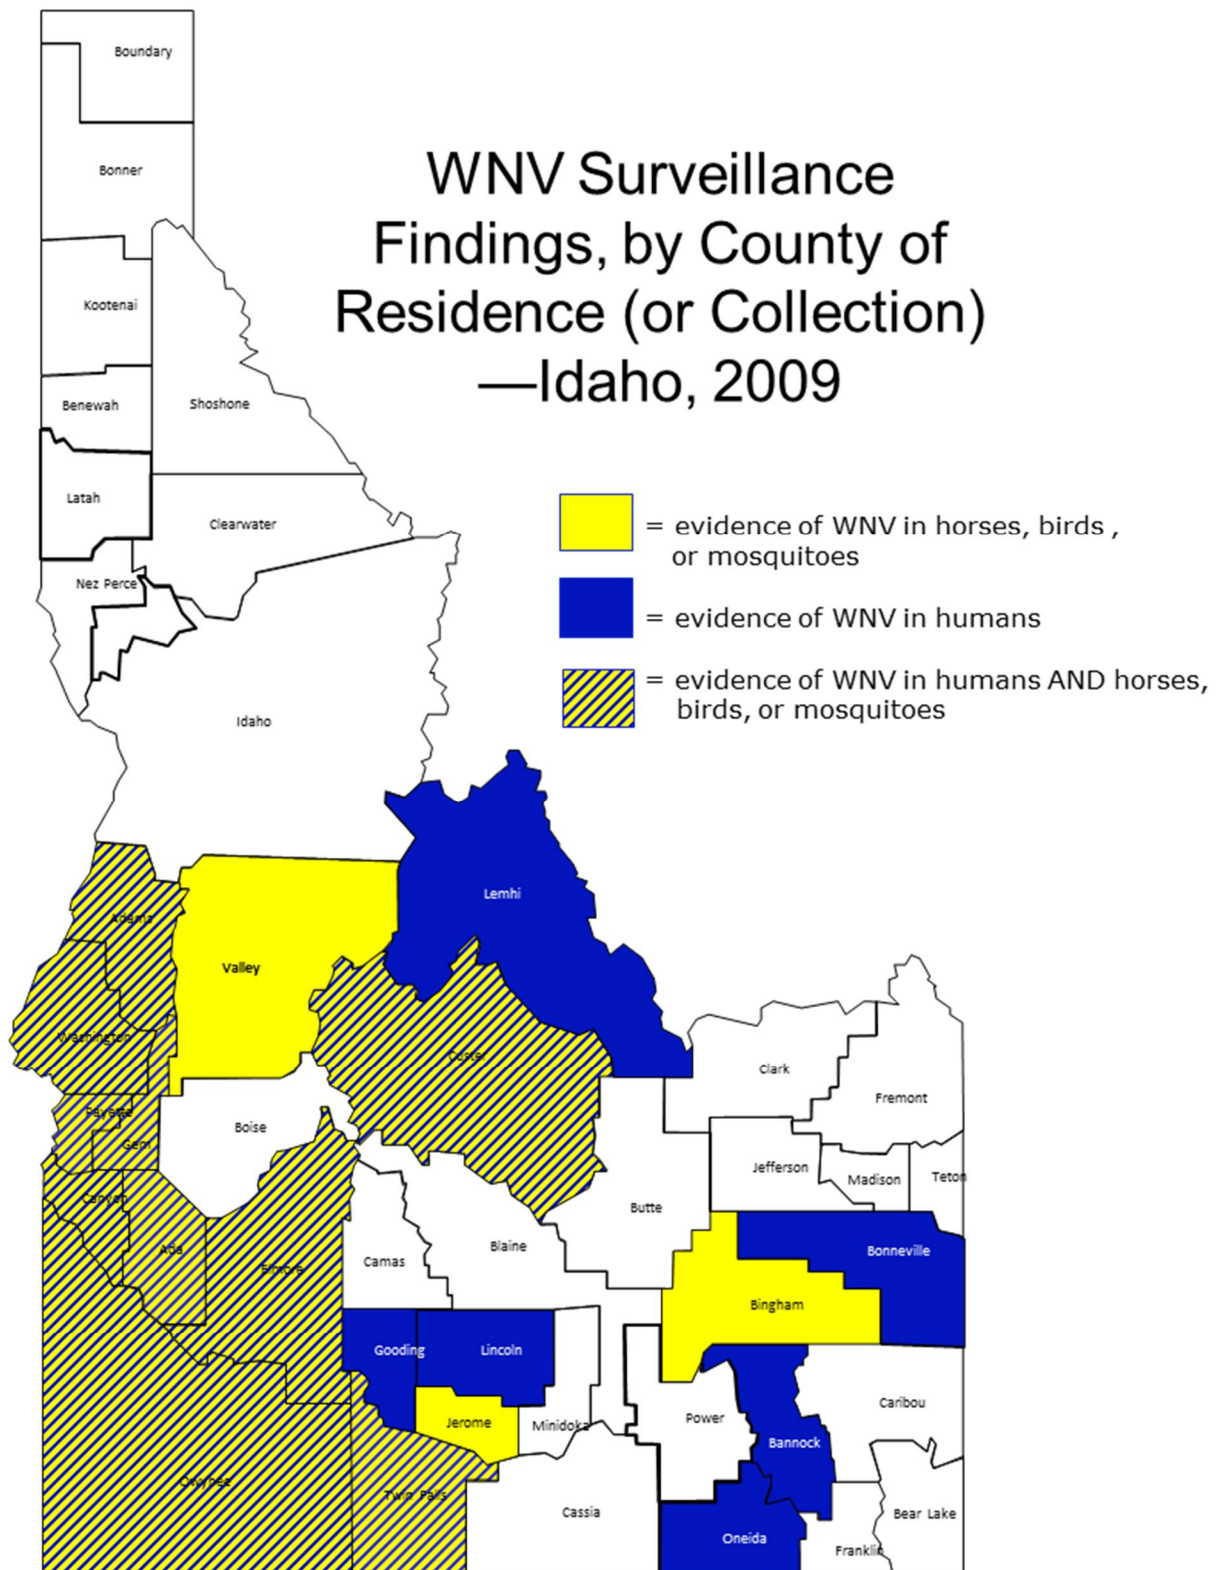 Boundary
Bonner
WNV Surveillance
Findings, by County of
Residence (or Collection)
—Idaho, 2009
Kootenai
Benewah
Shoshone
Latah
Clearwater
= evidence of WNV in horses, birds ,
or mosquitoes
Nez Perce
= evidence of WNV in humans
= evidence of WNV in humans AND horses,
birds, or mosquitoes
Idaho
Lemhi
Adams
Valley
Washington
Custer
Clark
Fremont
Payette
Boise
Gem
Jefferson
Madison
Teton
Canyon
Butte
Ada
Blaine
Bonneville
Camas
Elmore
Bingham
Gooding
Lincoln
Caribou
Jerome
Minidoka
Power
Bannock
Owyhee
Twin Falls
Cassia
Bear Lake
Oneida
Franklin